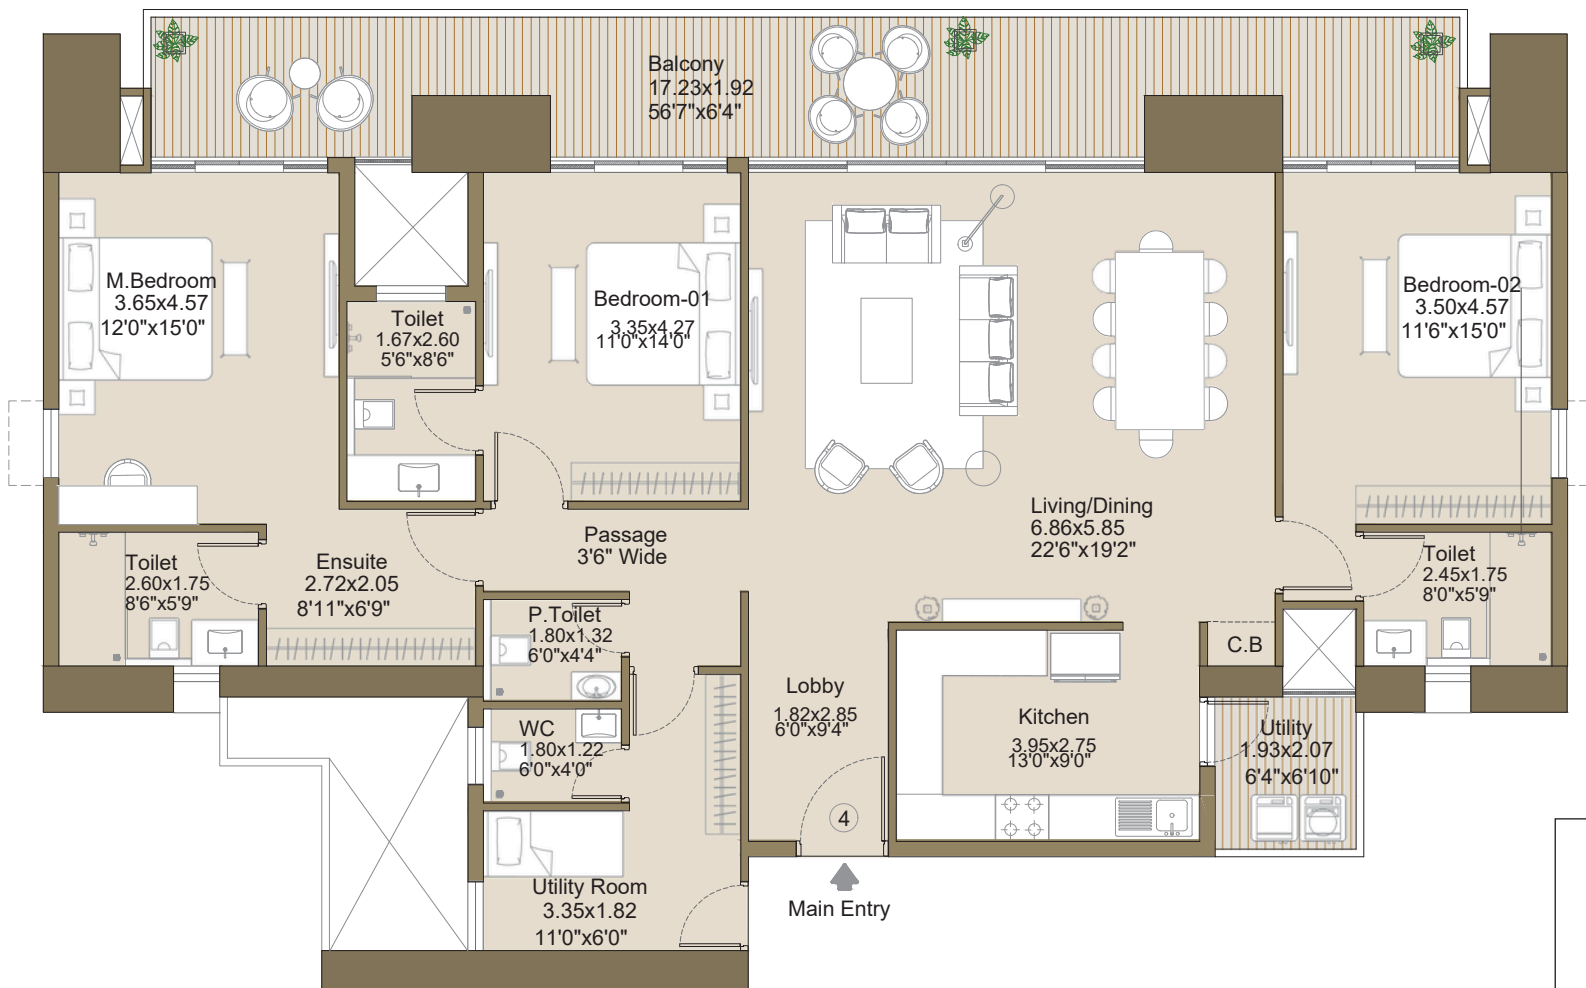 Balcony
17.23x1.92
56'7"x6'4"
M.Bedroom
3.65x4.57
12'0"x15'0"
Toilet
1.67x2.60
5'6"x8'6"
Bedroom-01
3.35x4.27
11'0"x14'0"
Bedroom-02
3.50x4.57
11'6"x15'0"
Living/Dining
6.86x5.85
22'6"x19'2"
Passage
3'6" Wide
Toilet
2.60x1.75
8'6"x5'9"
Ensuite
2.72x2.05
8'11"x6'9"
Toilet
2.45x1.75
8'0"x5'9"
P.Toilet
1.80x1.32
6'0"x4'4"
C.B
Lobby
1.82x2.85
6'0"x9'4"
Kitchen
3.95x2.75
13'0"x9'0"
WC
1.80x1.22
6'0"x4'0"
Utility
1.93x2.07
6'4"x6'10"
4
Utility Room
3.35x1.82
11'0"x6'0"
Main Entry